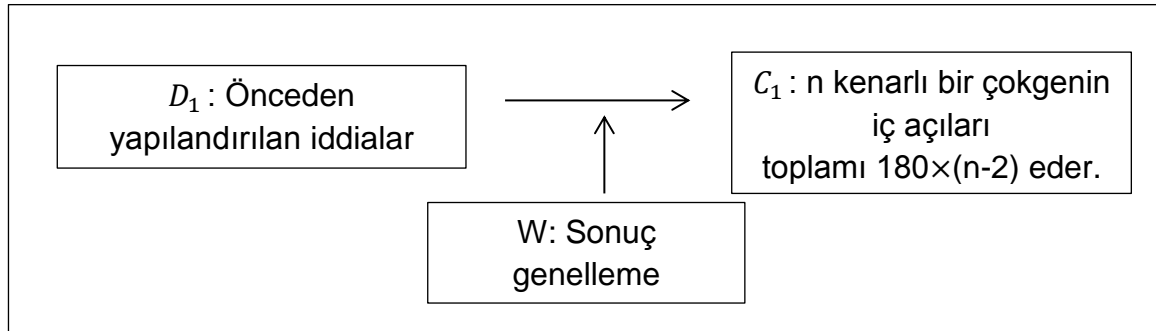 D₁ : Önceden
yapılandırılan iddialar
C₁ : n kenarlı bir çokgenin
iç açıları
toplamı 180×(n-2) eder.
W: Sonuç
genelleme